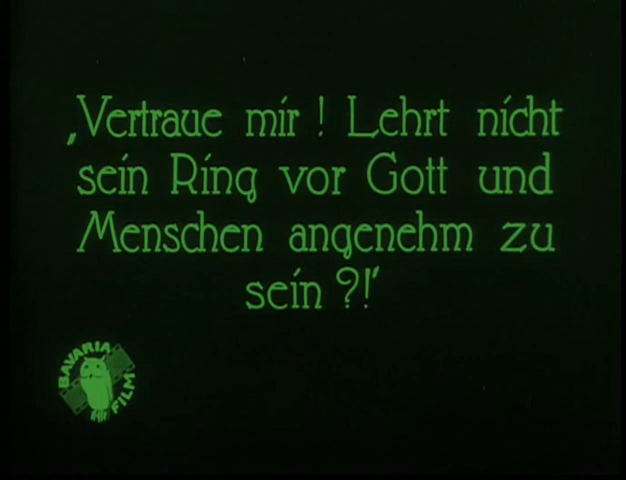 „Vertraue mir! Lehrt nicht
sein Ring vor Gott und
Menschen angenehm zu
sein?!“
BAVARIA
FILM